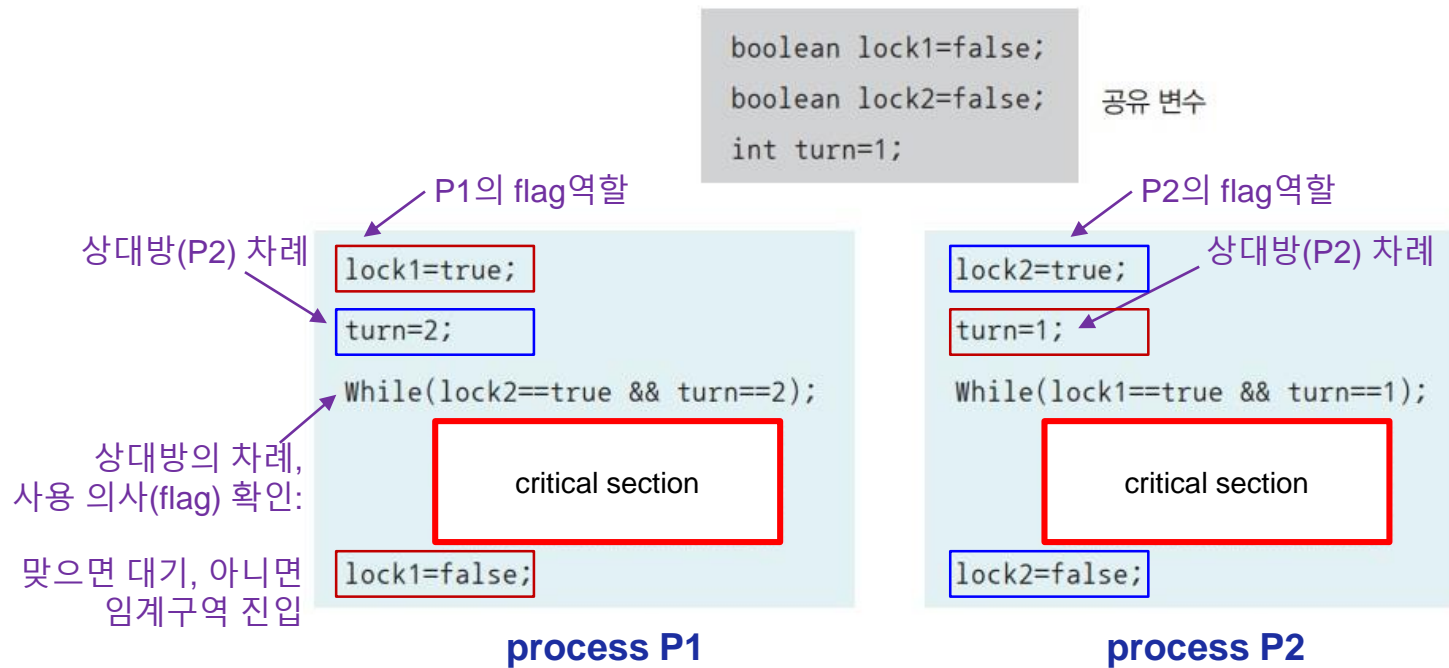 boolean lock1=false;
boolean lock2=false;
int turn=1;
공유 변수
P1의 flag역할
상대방(P2) 차례
lock1=true;
turn=2;
While(lock2==true && turn==2);
상대방의 차례,
사용 의사(flag) 확인:
맞으면 대기, 아니면
임계구역 진입
critical section
lock1=false;
process P1
P2의 flag역할
상대방(P2) 차례
lock2=true;
turn=1;
While(lock1==true && turn==1);
critical section
lock2=false;
process P2